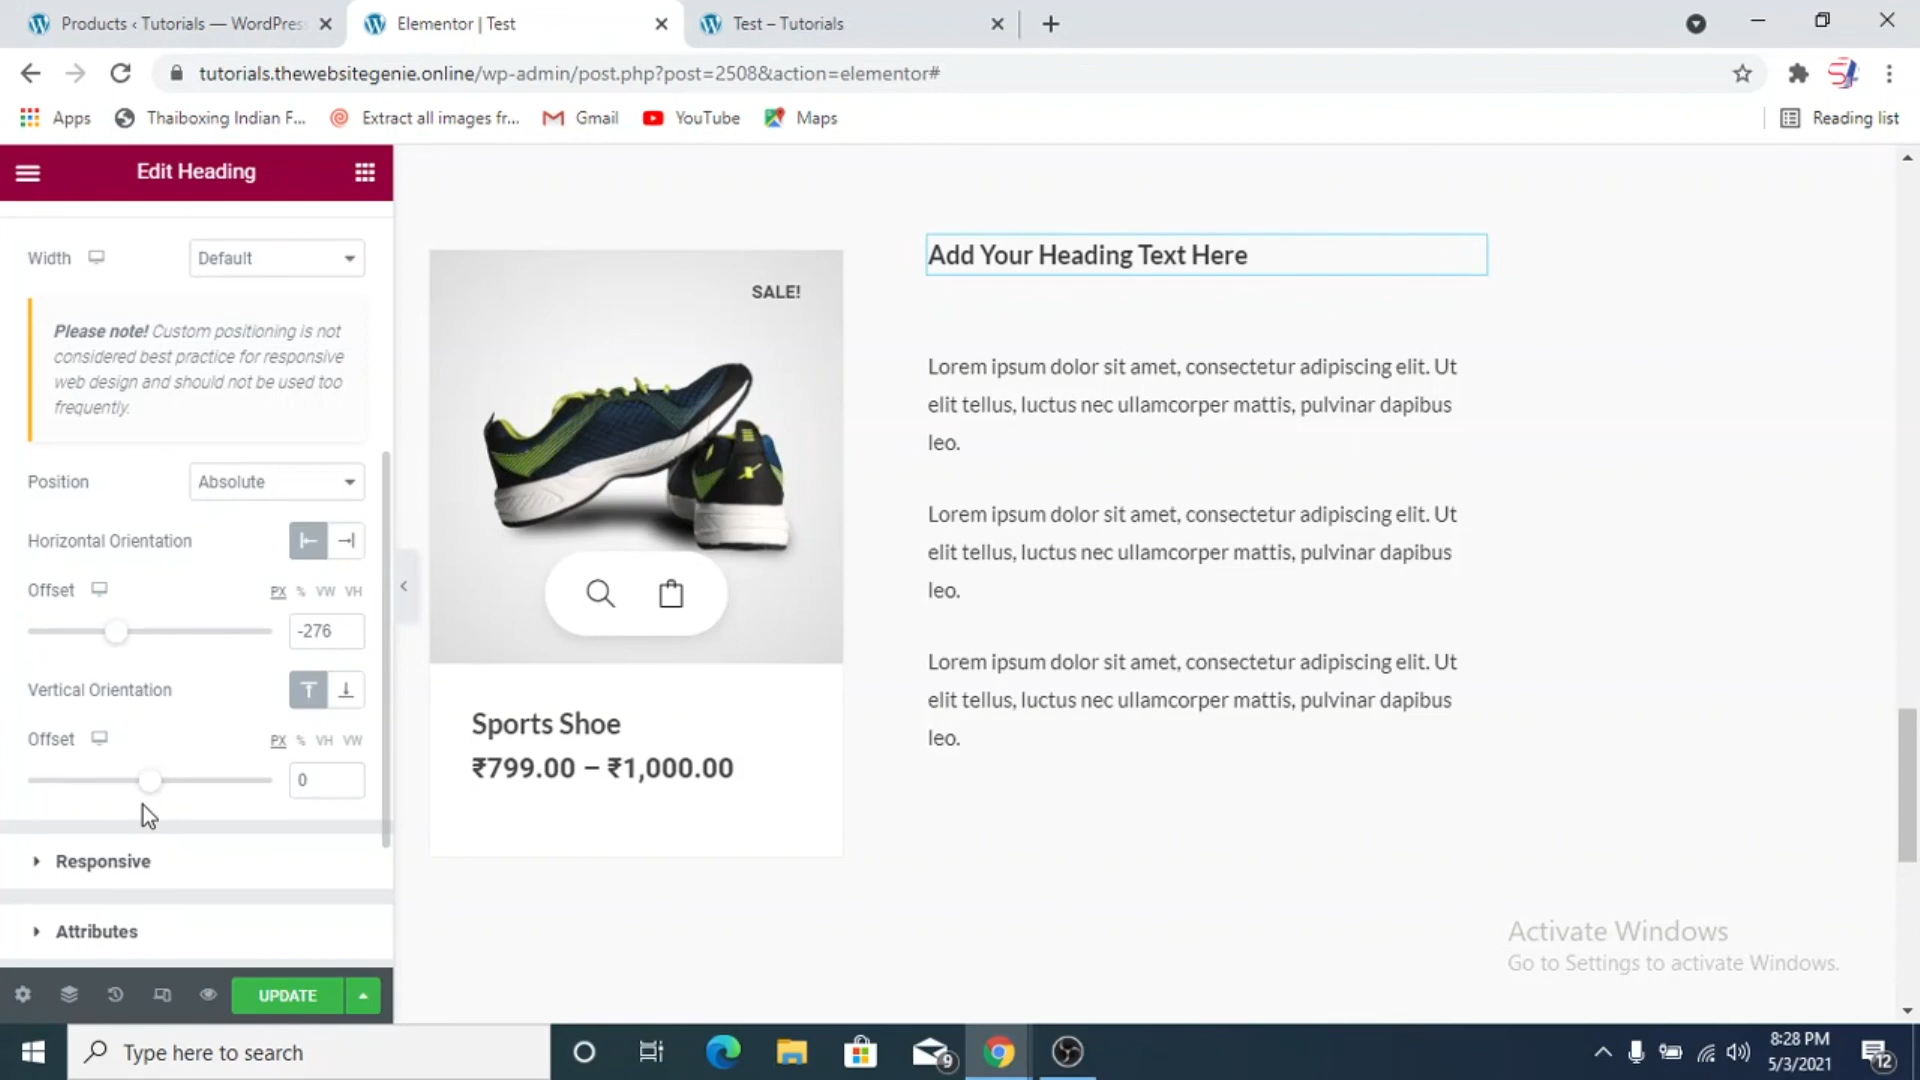 Products ‹ Tutorials — WordPres
Elementor | Test
Test – Tutorials
tutorials.thewebsitegenie.online/wp-admin/post.php?post=2508&action=elementor#
Apps
Thaiboxing Indian F...
Extract all images fr...
Gmail
YouTube
Maps
Reading list
Edit Heading
Width
Default
Please note! Custom positioning is not
considered best practice for responsive
web design and should not be used too
frequently.
Position
Absolute
Horizontal Orientation
Offset
PX % VW VH
-276
Vertical Orientation
Offset
PX % VH VW
0
Responsive
Attributes
UPDATE
SALE!
Sports Shoe
₹799.00 – ₹1,000.00
Add Your Heading Text Here
Lorem ipsum dolor sit amet, consectetur adipiscing elit. Ut
elit tellus, luctus nec ullamcorper mattis, pulvinar dapibus
leo.
Lorem ipsum dolor sit amet, consectetur adipiscing elit. Ut
elit tellus, luctus nec ullamcorper mattis, pulvinar dapibus
leo.
Lorem ipsum dolor sit amet, consectetur adipiscing elit. Ut
elit tellus, luctus nec ullamcorper mattis, pulvinar dapibus
leo.
Activate Windows
Go to Settings to activate Windows.
Type here to search
9
8:28 PM
5/3/2021
12